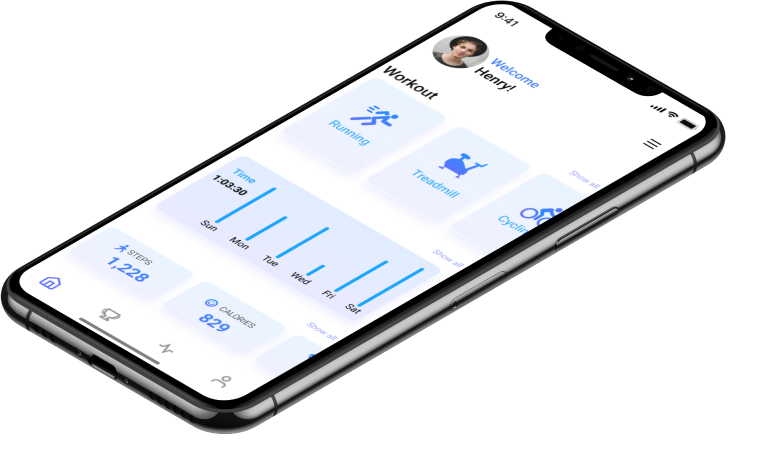 9:41
Welcome
Henry!
Workout
Show all
Running
Treadmill
Cyclin
Show all
Time
1:03:30
Sun
Mon
Tue
Wed
Fri
Sat
Show all
STEPS
1,228
CALORIES
829